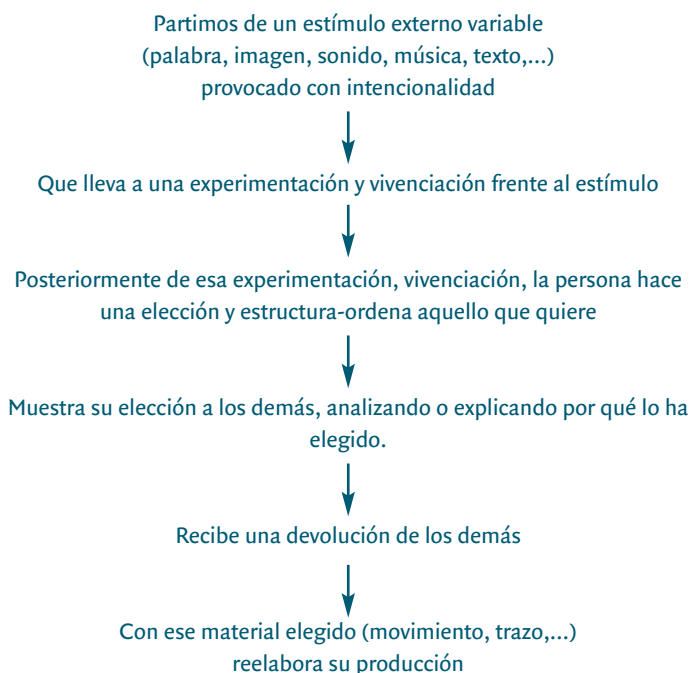 Partimos de un estímulo externo variable
(palabra, imagen, sonido, música, texto,...)
provocado con intencionalidad
Que lleva a una experimentación y vivenciación frente al estímulo
Posteriormente de esa experimentación, vivenciación, la persona hace
una elección y estructura-ordena aquello que quiere
Muestra su elección a los demás, analizando o explicando por qué lo ha
elegido.
Recibe una devolución de los demás
Con ese material elegido (movimiento, trazo,...)
reelabora su producción